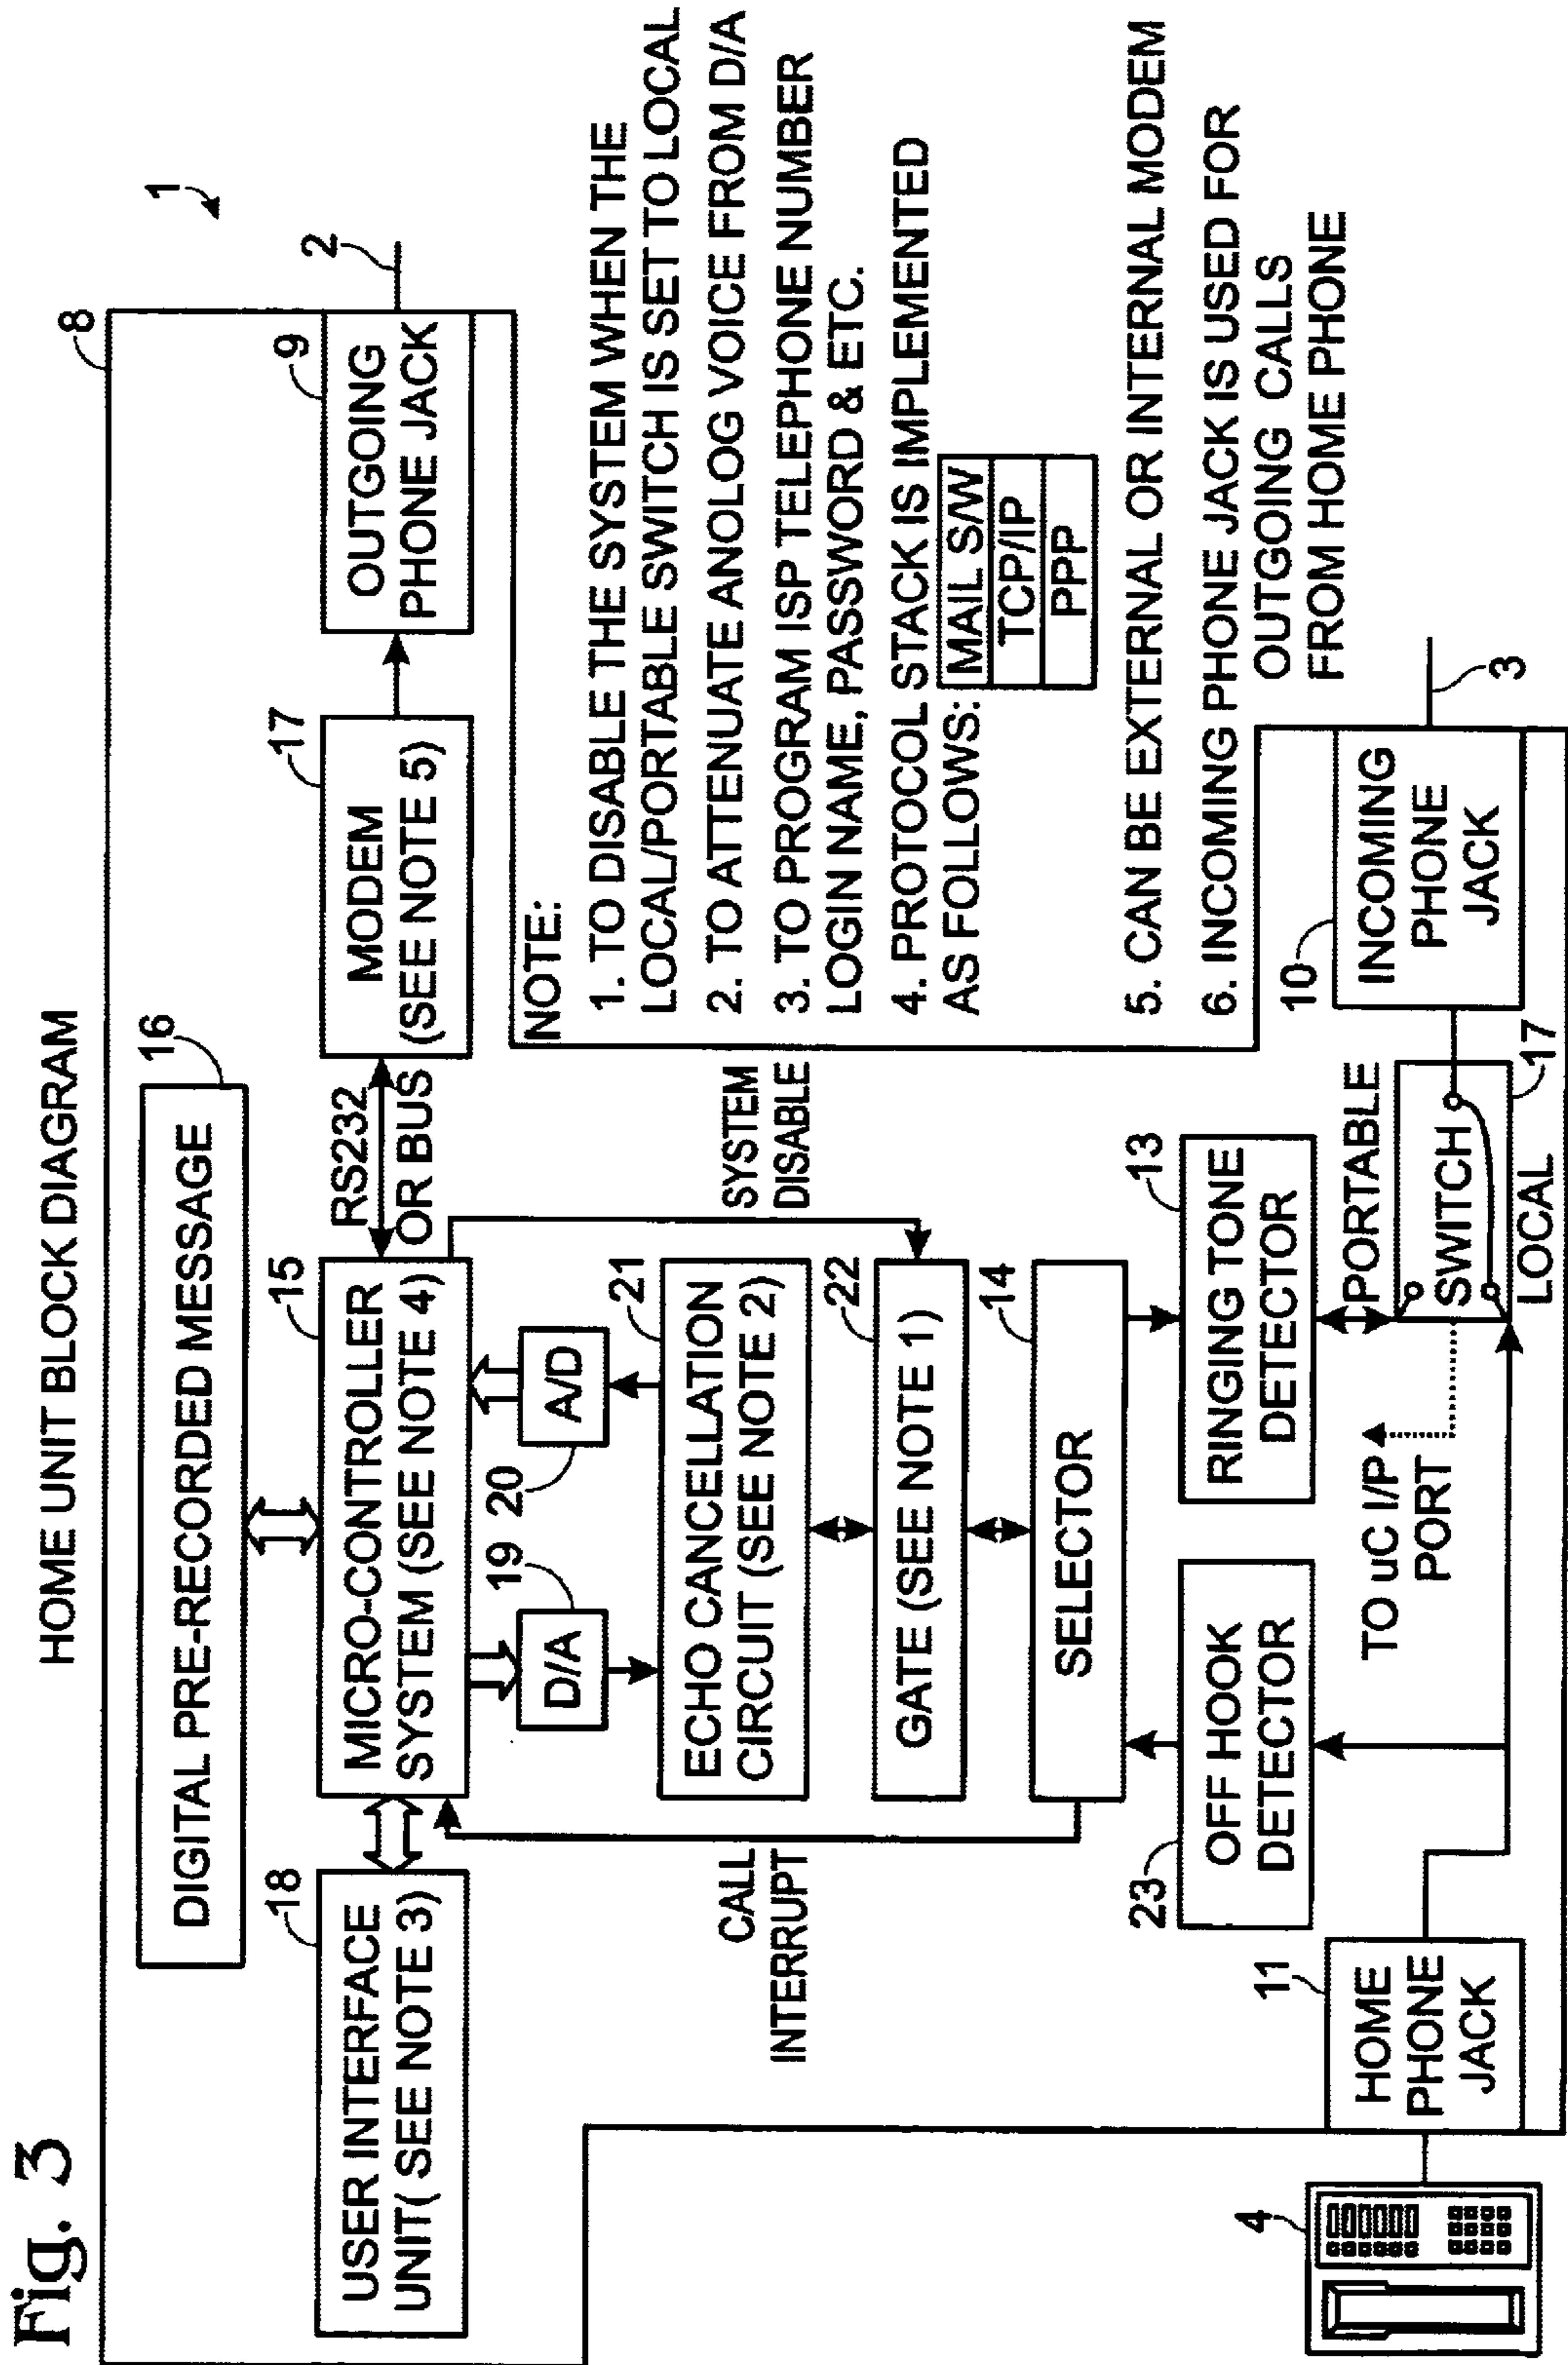 Fig. 3
HOME UNIT BLOCK DIAGRAM
1
8
DIGITAL PRE-RECORDED MESSAGE
16
18
USER INTERFACE
UNIT( SEE NOTE 3)
15
MICRO-CONTROLLER
SYSTEM (SEE NOTE 4)
RS232
OR BUS
17
MODEM
(SEE NOTE 5)
9
OUTGOING
PHONE JACK
2
19
D/A
20
A/D
21
ECHO CANCELLATION
CIRCUIT (SEE NOTE 2)
CALL
INTERRUPT
SYSTEM
DISABLE
22
GATE (SEE NOTE 1)
14
SELECTOR
23
OFF HOOK
DETECTOR
13
RINGING TONE
DETECTOR
TO uC I/P
PORT
PORTABLE
SWITCH
LOCAL
17
10
INCOMING
PHONE
JACK
3
11
HOME
PHONE
JACK
4
NOTE:
1. TO DISABLE THE SYSTEM WHEN THE
LOCAL/PORTABLE SWITCH IS SET TO LOCAL
2. TO ATTENUATE ANOLOG VOICE FROM D/A
3. TO PROGRAM ISP TELEPHONE NUMBER
LOGIN NAME, PASSWORD & ETC.
4. PROTOCOL STACK IS IMPLEMENTED
AS FOLLOWS:
MAIL S/W
TCP/IP
PPP
5. CAN BE EXTERNAL OR INTERNAL MODEM
6. INCOMING PHONE JACK IS USED FOR
OUTGOING CALLS
FROM HOME PHONE